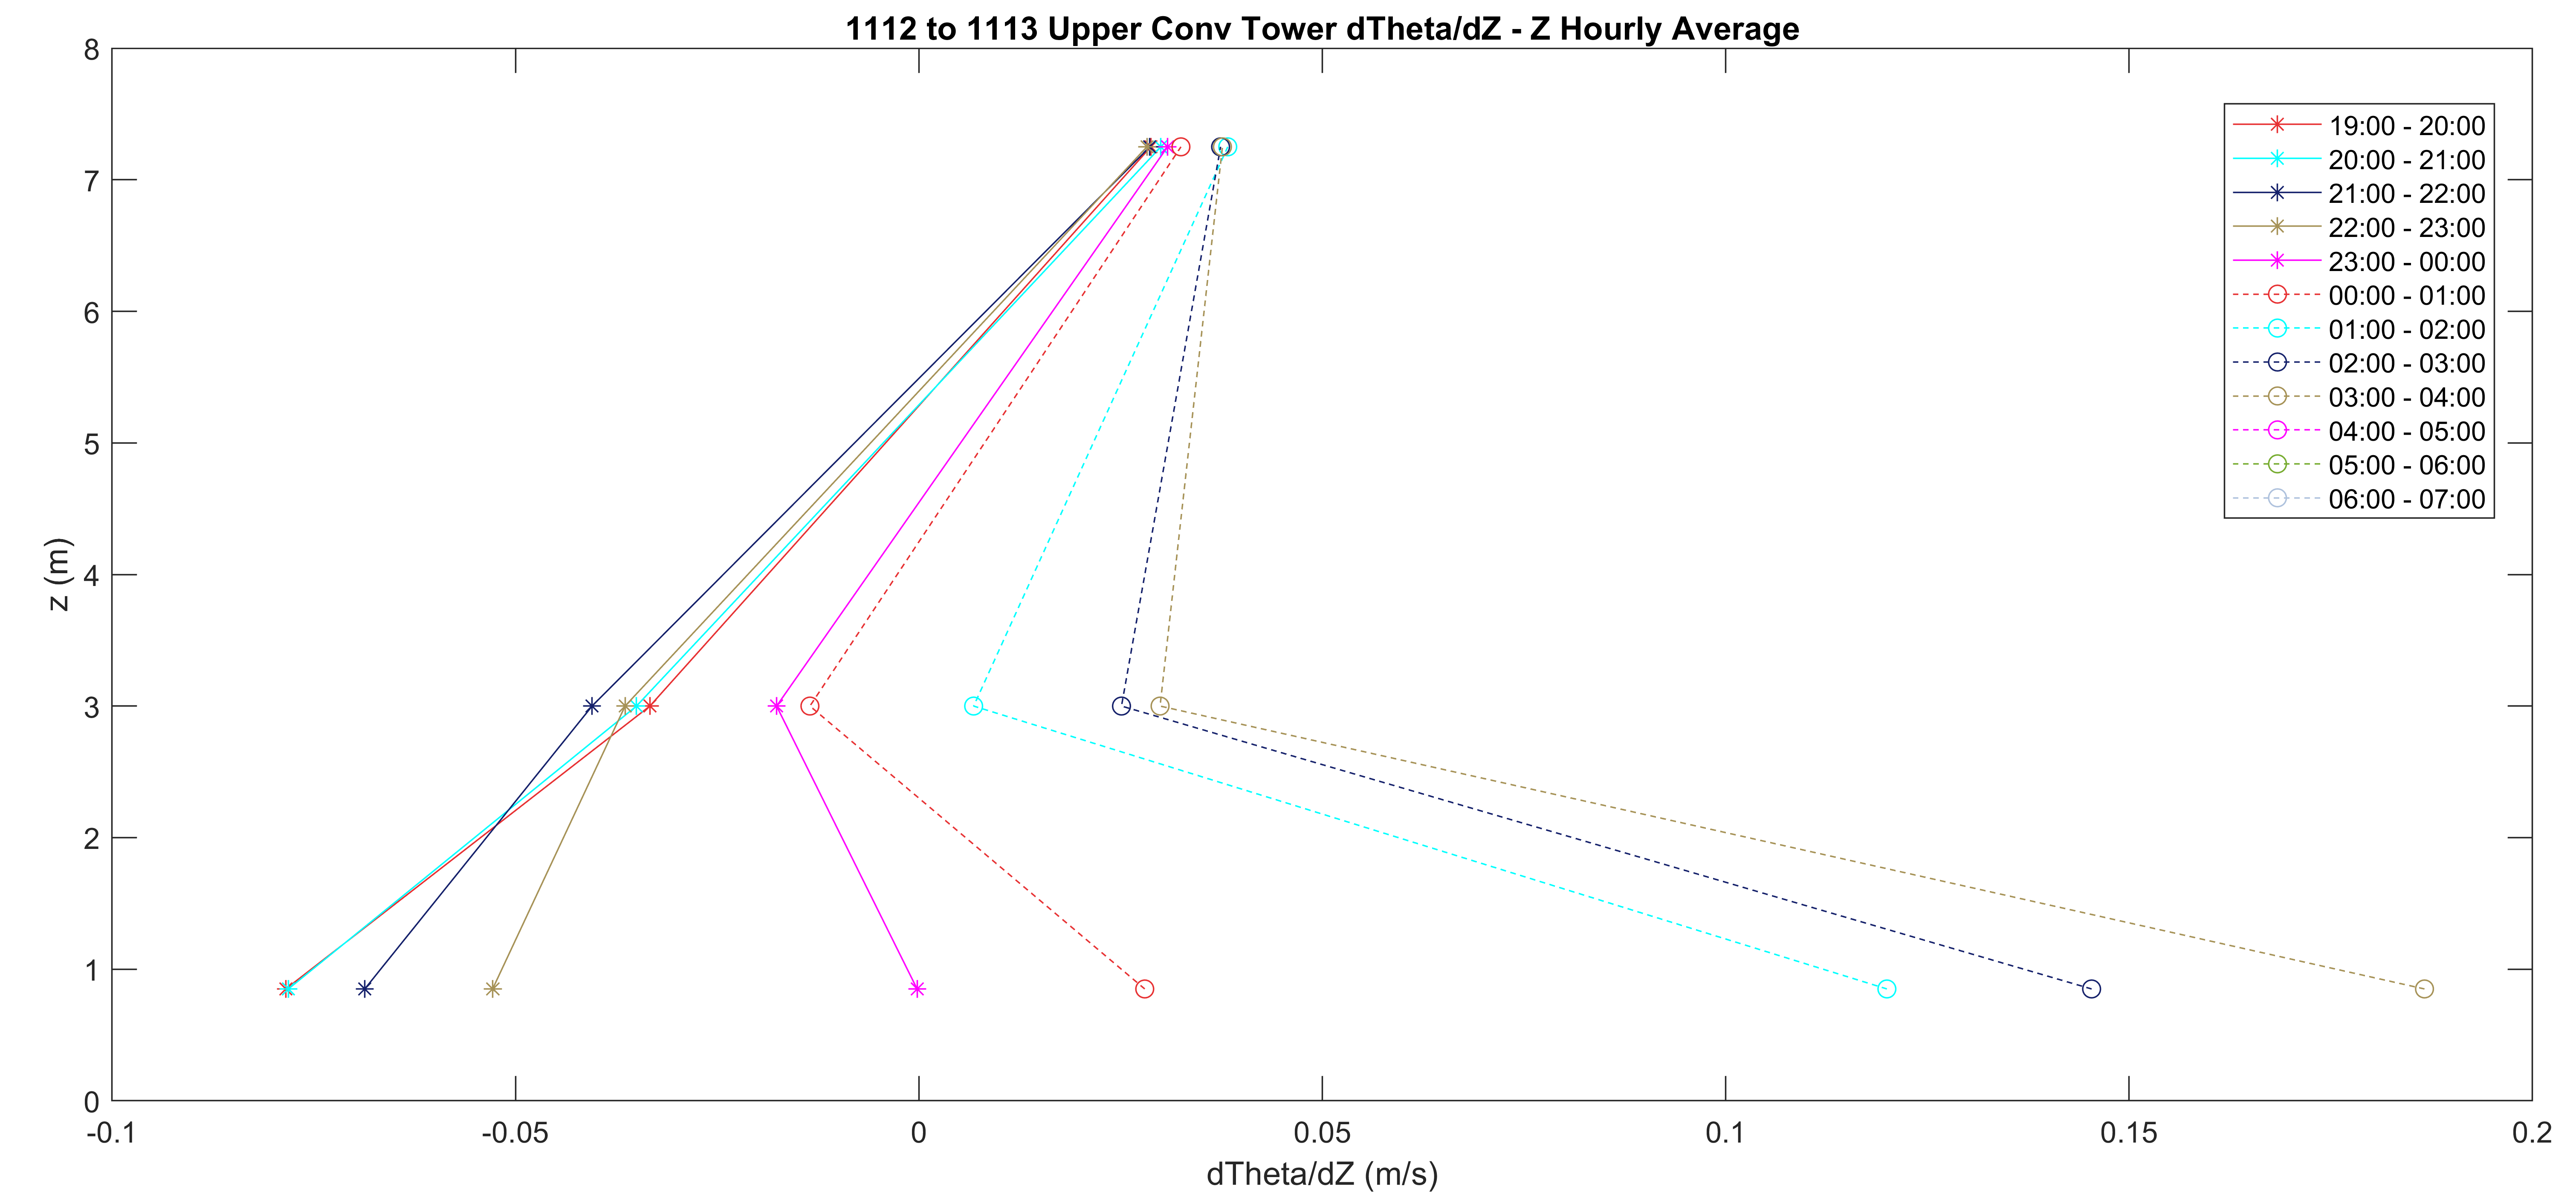 1112 to 1113 Upper Conv Tower dTheta/dZ - Z Hourly Average
8
7
6
5
4
3
2
1
0
z (m)
19:00 - 20:00
20:00 - 21:00
21:00 - 22:00
22:00 - 23:00
23:00 - 00:00
00:00 - 01:00
01:00 - 02:00
02:00 - 03:00
03:00 - 04:00
04:00 - 05:00
05:00 - 06:00
06:00 - 07:00
-0.1 -0.05 0 0.05 0.1 0.15 0.2
dTheta/dZ (m/s)